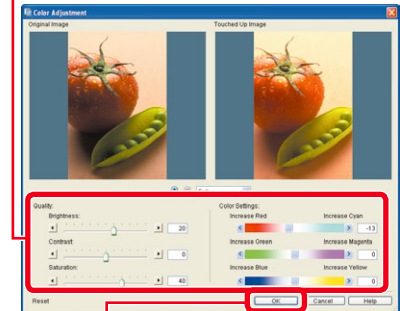 Color Adjustment
Original Image Touched Up Image
Quality: Color Settings:
Brightness: Increase Red Increase Cyan
20 -13
Contrast: Increase Green Increase Magenta
0 0
Saturation: Increase Blue Increase Yellow
40 0
Reset OK Cancel Help